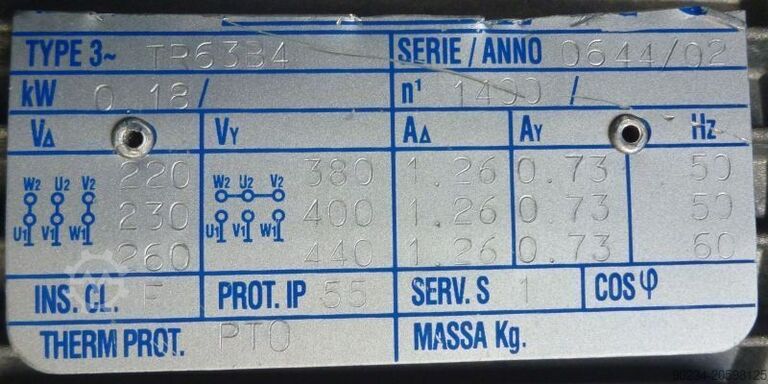 TYPE 3~ TR63B4 SERIE / ANNO 0644/02
kW 0.18/ n¹ 1400 /
VΔ VY AΔ AY Hz
W2 U2 V2 220 W2 U2 V2 380 1.26 0.73 50
230 400 1.26 0.73 50
U1 V1 W1 U1 V1 W1
260 440 1.26 0.73 60
INS. CL. F PROT. IP 55 SERV. S 1 COS φ
THERM PROT. PTO MASSA Kg.
90234-20598125